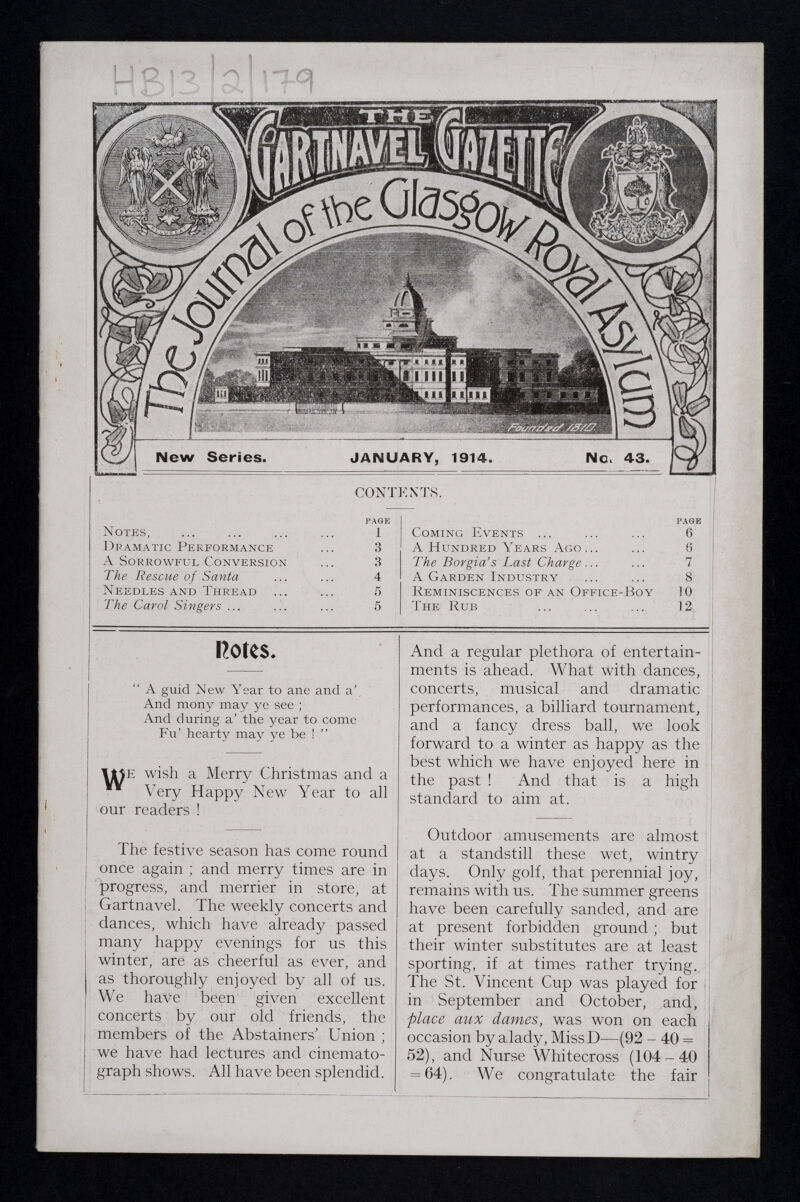 HB13/2/179
THE
GARTNAVEL GAZETTE
The Journal of the Glasgow Royal Asylum
Founded 1810.
New Series. JANUARY, 1914. No. 43.
CONTENTS.
PAGE
NOTES, ... ... ... ... 1
DRAMATIC PERFORMANCE ... 3
A SORROWFUL CONVERSION ... 3
The Rescue of Santa ... ... 4
NEEDLES AND THREAD ... ... 5
The Carol Singers ... ... ... 5
PAGE
COMING EVENTS ... ... ... 6
A HUNDRED YEARS AGO... ... 6
The Borgia's Last Charge ... ... 7
A GARDEN INDUSTRY ... ... 8
REMINISCENCES OF AN OFFICE-BOY 10
THE RUB ... ... ... 12
Notes.
" A guid New Year to ane and a'
And mony may ye see ;
And during a' the year to come
Fu' hearty may ye be ! "
WE wish a Merry Christmas and a
Very Happy New Year to all
our readers !
The festive season has come round
once again ; and merry times are in
progress, and merrier in store, at
Gartnavel. The weekly concerts and
dances, which have already passed
many happy evenings for us this
winter, are as cheerful as ever, and
as thoroughly enjoyed by all of us.
We have been given excellent
concerts by our old friends, the
members of the Abstainers' Union ;
we have had lectures and cinemato-
graph shows. All have been splendid.
And a regular plethora of entertain-
ments is ahead. What with dances,
concerts, musical and dramatic
performances, a billiard tournament,
and a fancy dress ball, we look
forward to a winter as happy as the
best which we have enjoyed here in
the past ! And that is a high
standard to aim at.
Outdoor amusements are almost
at a standstill these wet, wintry
days. Only golf, that perennial joy,
remains with us. The summer greens
have been carefully sanded, and are
at present forbidden ground ; but
their winter substitutes are at least
sporting, if at times rather trying.
The St. Vincent Cup was played for
in September and October, and,
place aux dames, was won on each
occasion by a lady, Miss D—(92 - 40 =
52), and Nurse Whitecross (104 - 40
= 64). We congratulate the fair